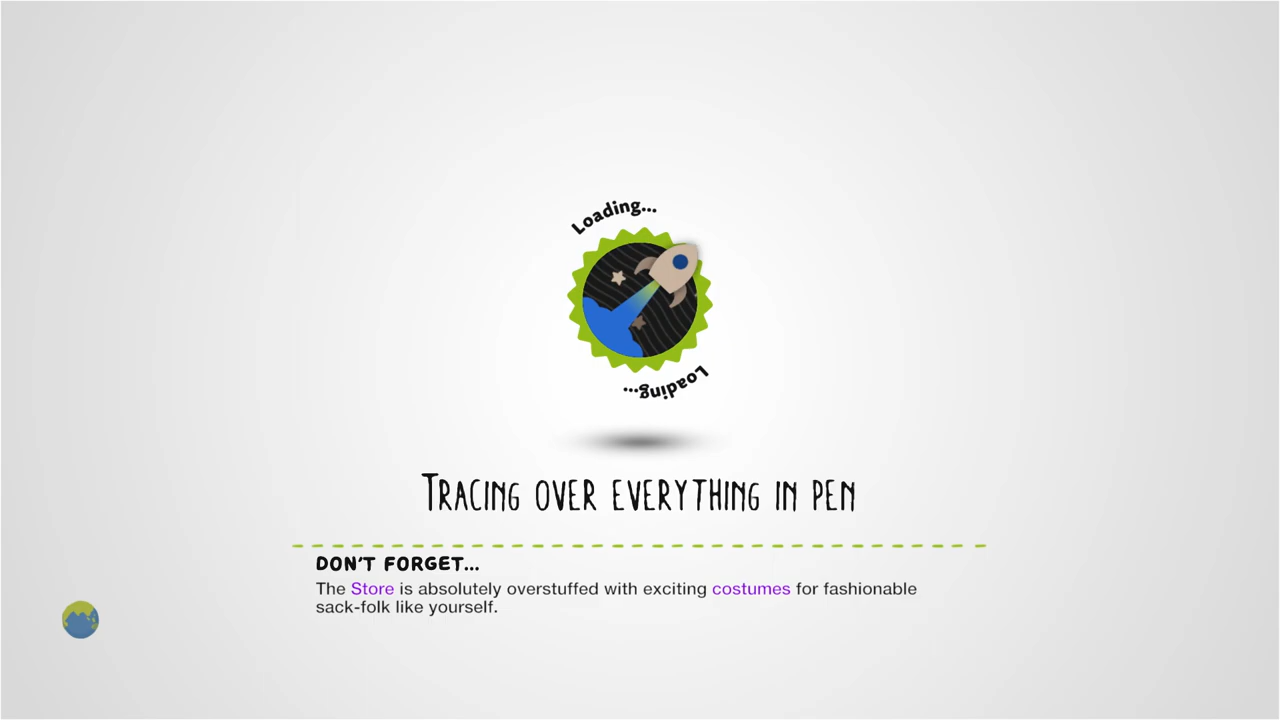 Loading...
Loading...
Tracing over everything in pen
DON'T FORGET...
The Store is absolutely overstuffed with exciting costumes for fashionable
sack-folk like yourself.